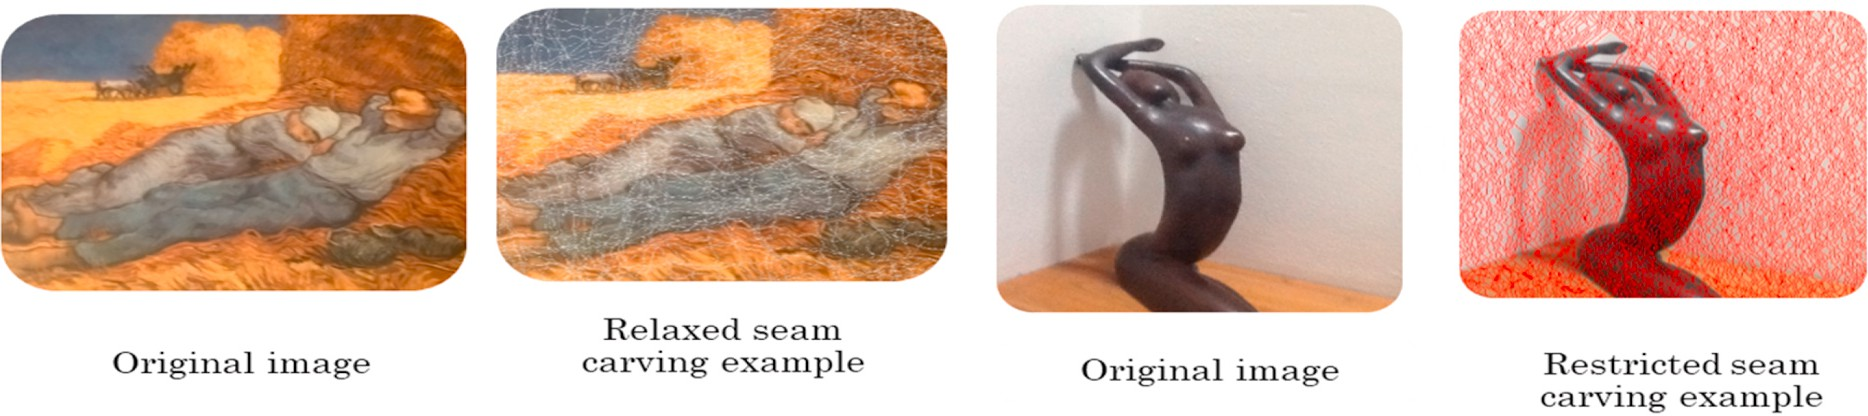 Original image
Relaxed seam
carving example
Original image
Restricted seam
carving example